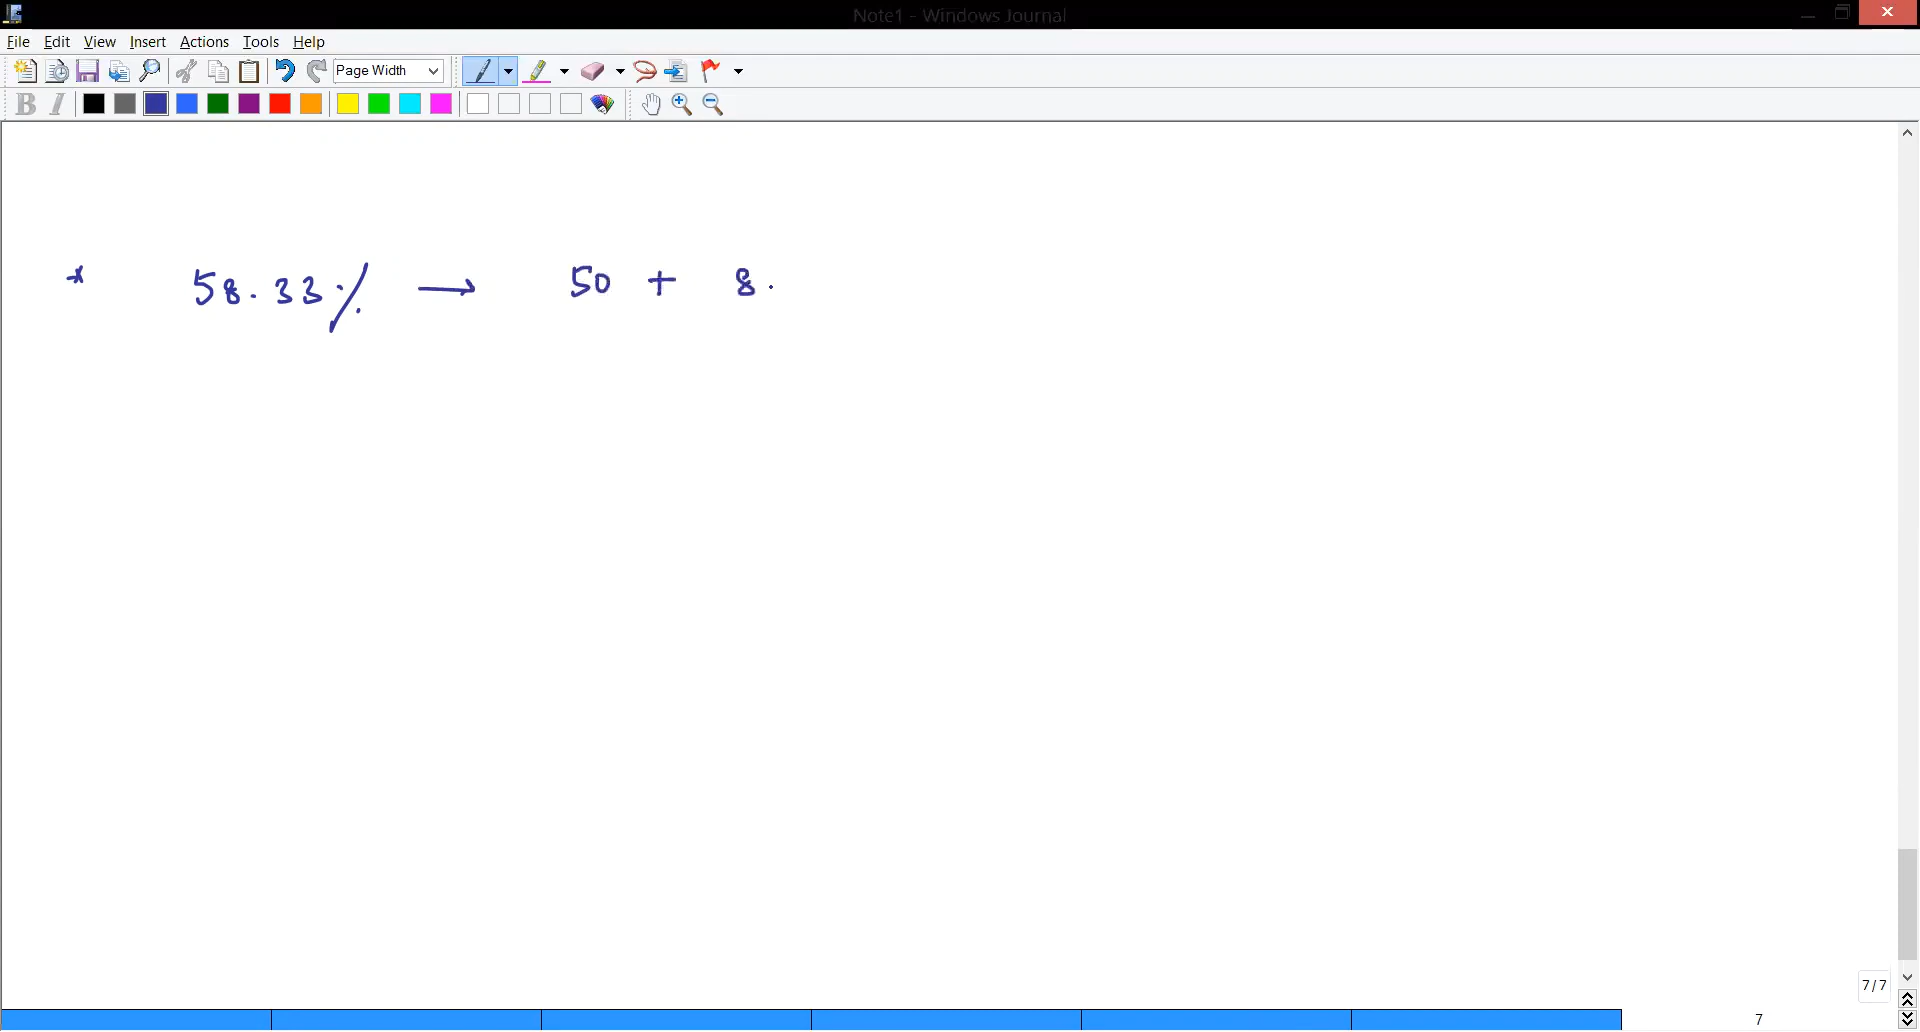 Note1 - Windows Journal
File Edit View Insert Actions Tools Help
Page Width
B I
* 58.33% → 50 + 8.
7/7
7